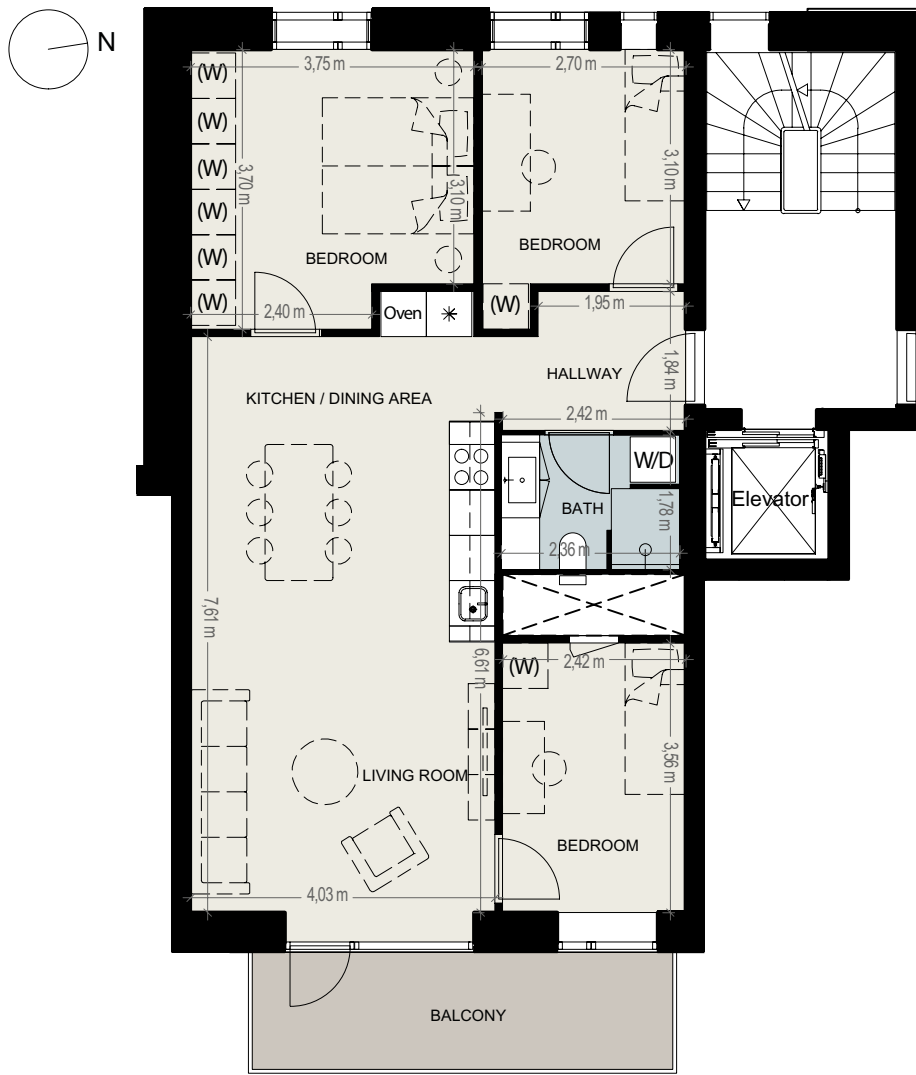 N
3,75 m
2,70 m
(W)
(W)
(W)
(W)
(W)
(W)
3,70 m
3,10 m
3,10 m
BEDROOM
BEDROOM
2,40 m
Oven
(W)
1,95 m
HALLWAY
1,84 m
KITCHEN / DINING AREA
2,42 m
W/D
BATH
1,78 m
2,36 m
Elevator
7,61 m
6,61 m
(W)
2,42 m
3,56 m
LIVING ROOM
BEDROOM
4,03 m
BALCONY